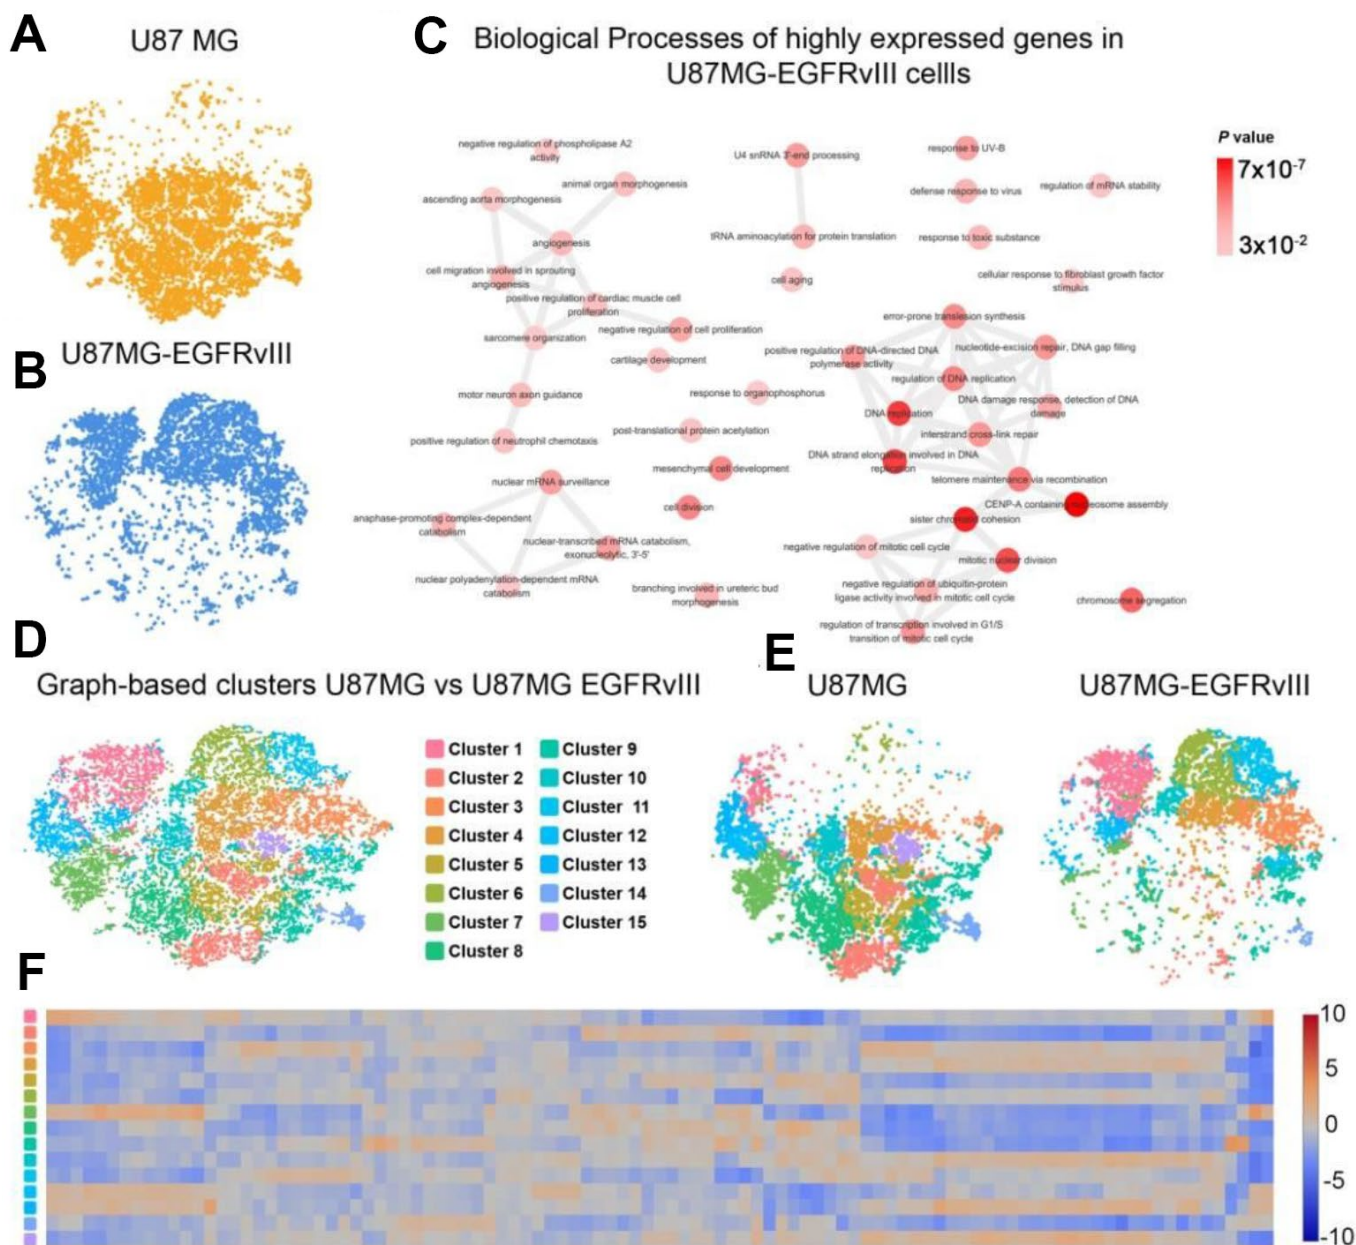 A
U87 MG
B
U87MG-EGFRvIII
C
Biological Processes of highly expressed genes in
U87MG-EGFRvIII cellls
negative regulation of phospholipase A2
activity
animal organ morphogenesis
ascending aorta morphogenesis
angiogenesis
cell migration involved in sprouting
angiogenesis
positive regulation of cardiac muscle cell
proliferation
negative regulation of cell proliferation
sarcomere organization
cartilage development
motor neuron axon guidance
response to organophosphorus
positive regulation of neutrophil chemotaxis
post-translational protein acetylation
mesenchymal cell development
nuclear mRNA surveillance
cell division
anaphase-promoting complex-dependent
catabolism
nuclear-transcribed mRNA catabolism,
exonucleolytic, 3'-5'
nuclear polyadenylation-dependent mRNA
catabolism
branching involved in ureteric bud
morphogenesis
U4 snRNA 3'-end processing
tRNA aminoacylation for protein translation
cell aging
response to UV-B
defense response to virus
regulation of mRNA stability
response to toxic substance
cellular response to fibroblast growth factor
stimulus
error-prone translesion synthesis
positive regulation of DNA-directed DNA
polymerase activity
nucleotide-excision repair, DNA gap filling
regulation of DNA replication
DNA damage response, detection of DNA
damage
DNA replication
interstrand cross-link repair
DNA strand elongation involved in DNA
replication
telomere maintenance via recombination
CENP-A containing nucleosome assembly
sister chromatid cohesion
negative regulation of mitotic cell cycle
mitotic nuclear division
negative regulation of ubiquitin-protein
ligase activity involved in mitotic cell cycle
chromosome segregation
regulation of transcription involved in G1/S
transition of mitotic cell cycle
P value
7x10-7
3x10-2
D
Graph-based clusters U87MG vs U87MG EGFRvIII
Cluster 1
Cluster 2
Cluster 3
Cluster 4
Cluster 5
Cluster 6
Cluster 7
Cluster 8
Cluster 9
Cluster 10
Cluster 11
Cluster 12
Cluster 13
Cluster 14
Cluster 15
E
U87MG
U87MG-EGFRvIII
F
10
5
0
-5
-10